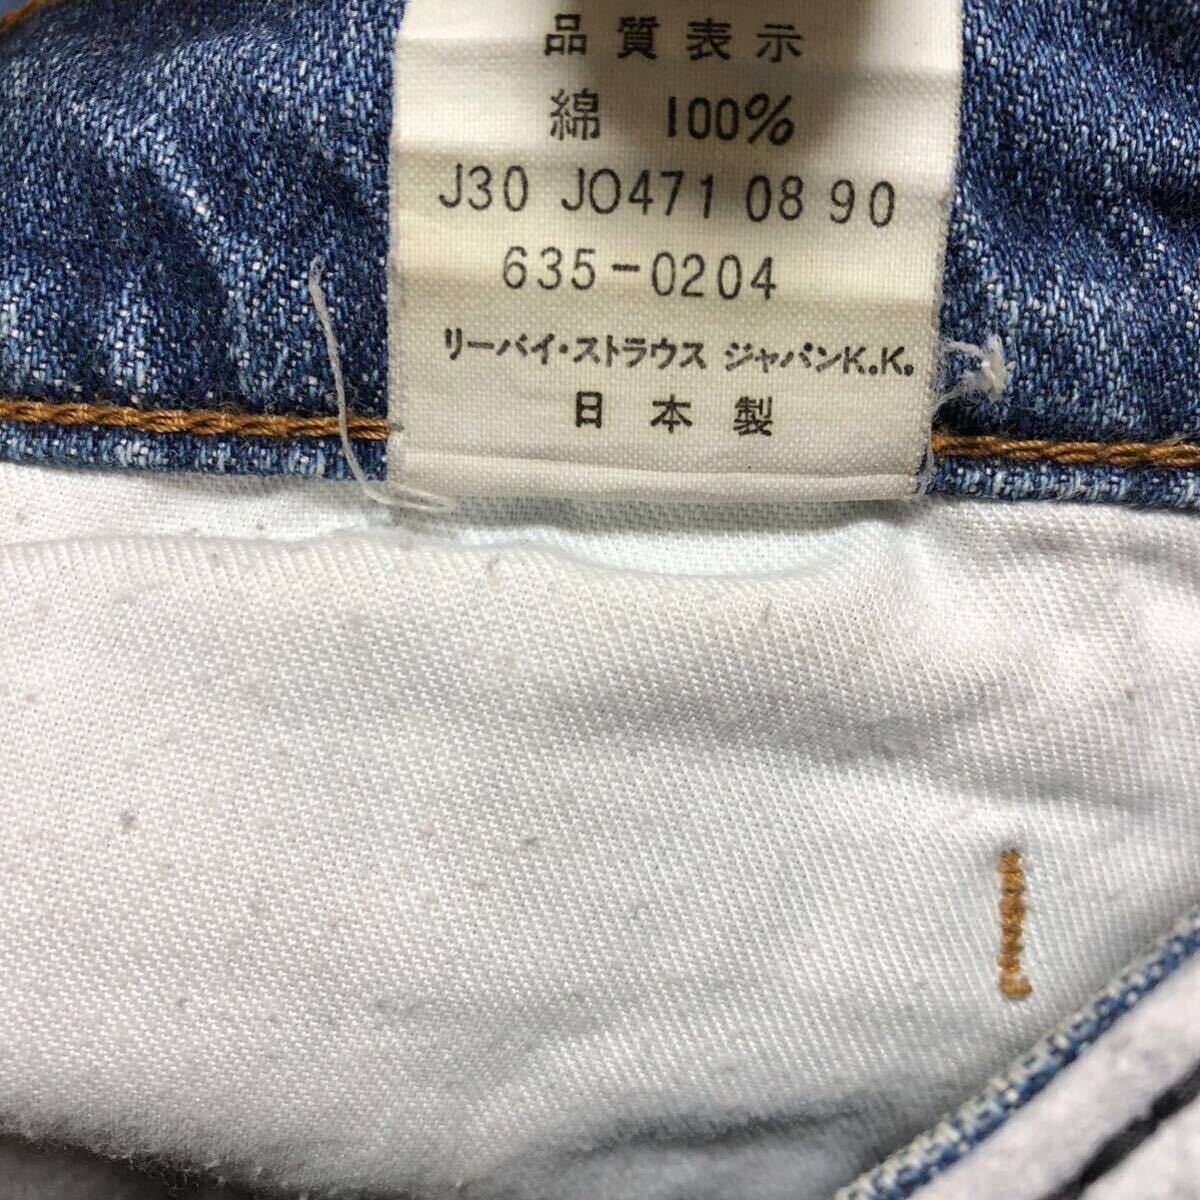 品質表示
綿 100%
J30 JO471 08 90
635-0204
リーバイ・ストラウス ジャパンK.K.
日本製